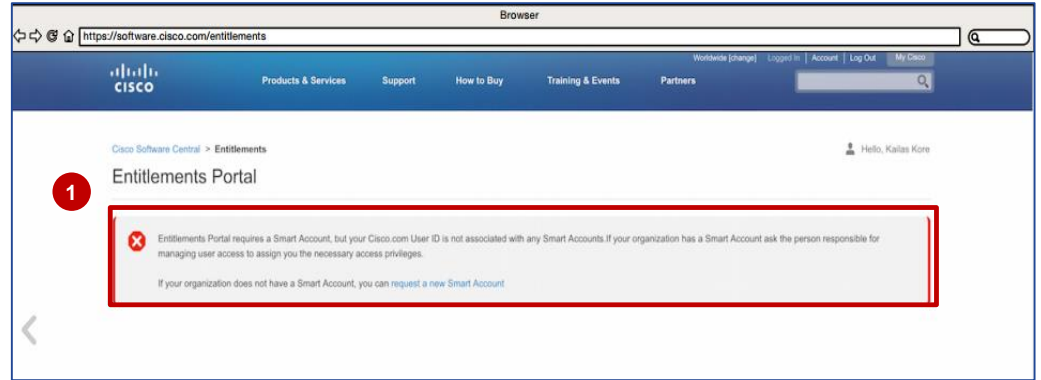 Browser
https://software.cisco.com/entitlements
Worldwide [change] Logged In | Account | Log Out My Cisco
CISCO
Products & Services Support How to Buy Training & Events Partners
Cisco Software Central > Entitlements
Hello, Kailas Kore
Entitlements Portal
1
Entitlements Portal requires a Smart Account, but your Cisco.com User ID is not associated with any Smart Accounts.If your organization has a Smart Account ask the person responsible for
managing user access to assign you the necessary access privileges.
If your organization does not have a Smart Account, you can request a new Smart Account